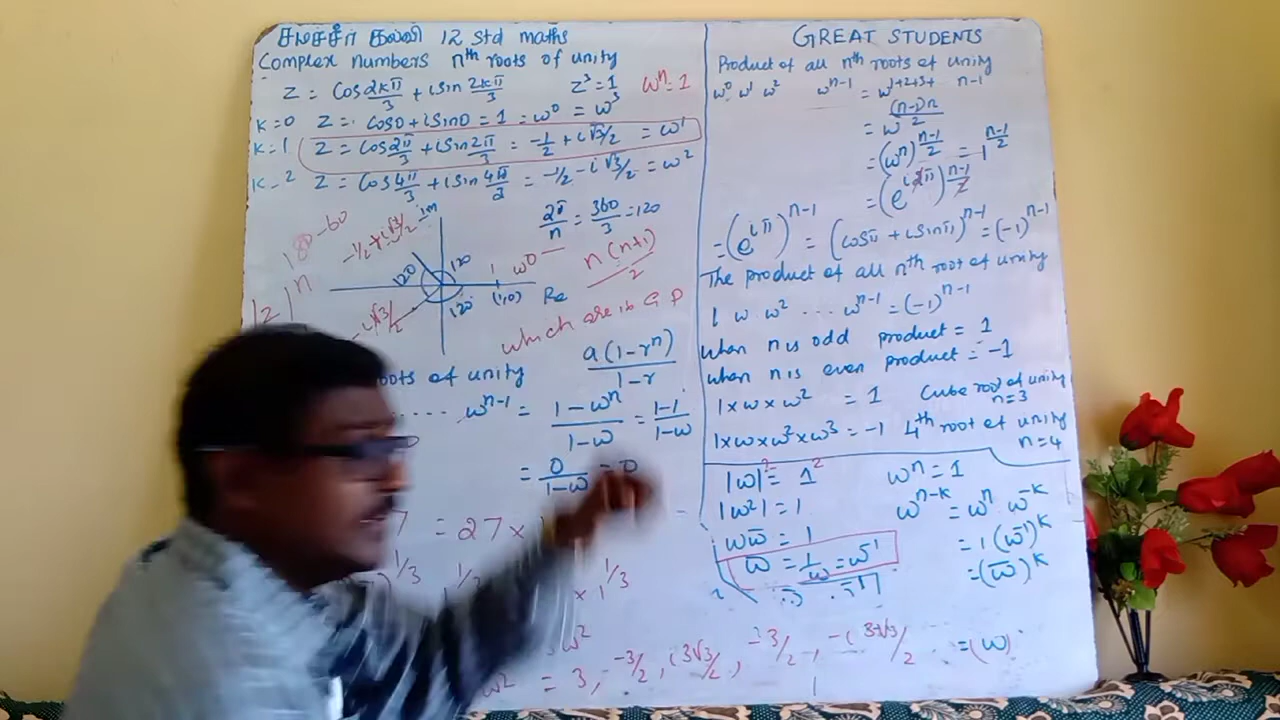 சமச்சீர் கல்வி 12 std maths
Complex numbers nth roots of unity
Z = Cos 2kπ/3 + i sin 2kπ/3 Z³ = 1 ωⁿ = 1
k=0 Z = cos0 + i sin0 = 1 = ω⁰ = ω³
k=1 Z = cos 2π/3 + i sin 2π/3 = -1/2 + i√3/2 = ω¹
k=2 Z = cos 4π/3 + i sin 4π/3 = -1/2 - i√3/2 = ω²
2π/n = 360/3 = 120
180-60
-1/2 + i√3/2 Im
120 120 120
1 ω⁰
(1,0) Re
n(n+1)/2
which are in G P
|z|ⁿ
i√3/2
a(1-rⁿ)/1-r
roots of unity
.... ωⁿ⁻¹ = 1-ωⁿ/1-ω = 1-1/1-ω
= 0/1-ω = 0
7 = 27 × 1
1/3 1/3 × 1^1/3
3ω²
ω² = 3, -3/2, i3√3/2, -3/2, -i 3√3/2
GREAT STUDENTS
Product of all nth roots of unity
ω⁰ ω¹ ω² ωⁿ⁻¹ = ω^1+2+3+ n-1
= ω^(n-1)n/2
= (ωⁿ)^n-1/2 = 1^n-1/2
= (e^i2π)^n-1/2
= (e^iπ)ⁿ⁻¹ = (cosπ + i sinπ)ⁿ⁻¹ = (-1)ⁿ⁻¹
The product of all nth root of unity
1 ω ω² ... ωⁿ⁻¹ = (-1)ⁿ⁻¹
when n is odd product = 1
when n is even product = -1
1×ω×ω² = 1 Cube root of unity n=3
1×ω×ω²×ω³ = -1 4th root of unity n=4
|ω|² = 1² ωⁿ = 1
|ω²| = 1 ωⁿ⁻ᵏ = ωⁿ ω⁻ᵏ
ωω̄ = 1 = 1(ω⁻¹)ᵏ
ω̄ = 1/ω = ω⁻¹ = (ω̄)ᵏ
= (ω)